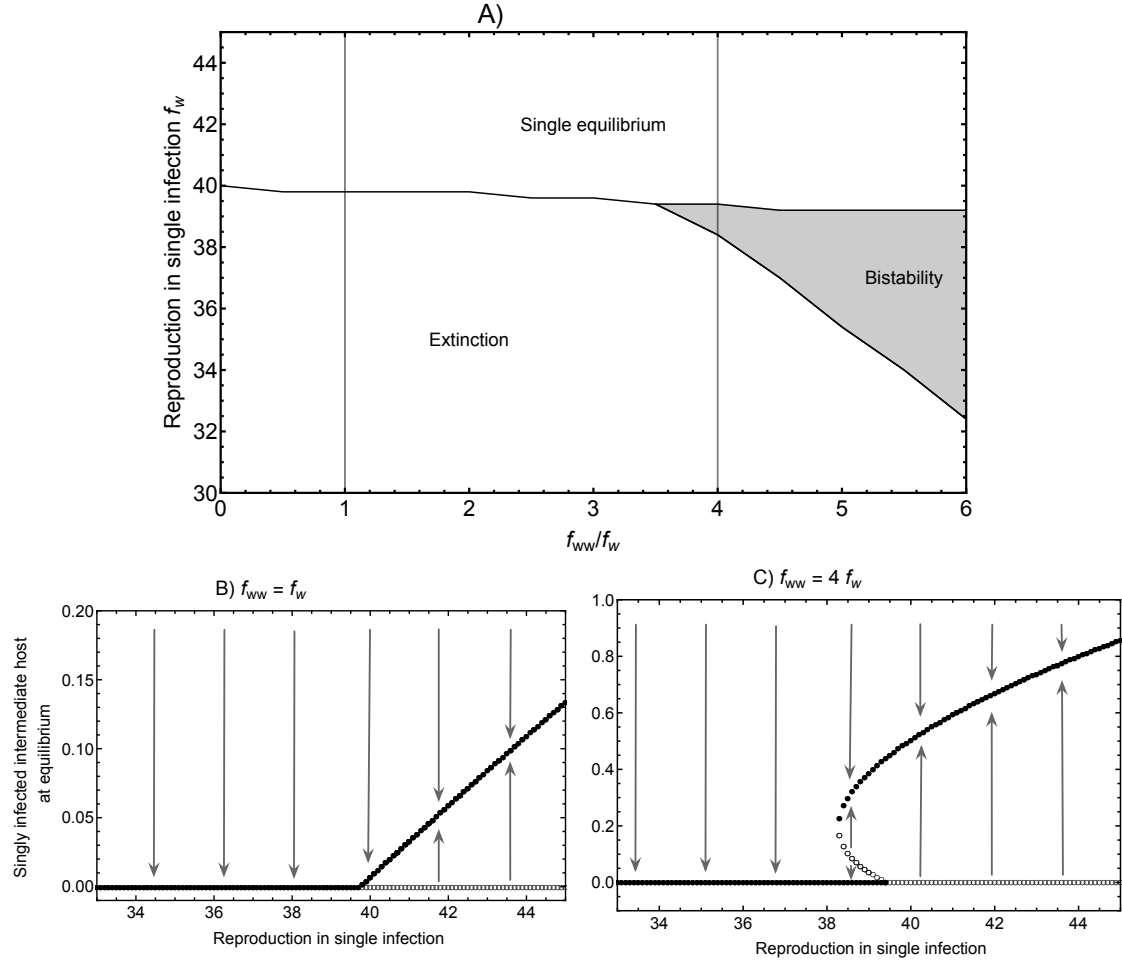 A)
Reproduction in single infection f_w
44
42
40
38
36
34
32
30
Single equilibrium
Bistability
Extinction
0 1 2 3 4 5 6
f_ww/f_w
B) f_ww = f_w
Singly infected intermediate host
at equilibrium
0.20
0.15
0.10
0.05
0.00
34 36 38 40 42 44
Reproduction in single infection
C) f_ww = 4 f_w
1.0
0.8
0.6
0.4
0.2
0.0
34 36 38 40 42 44
Reproduction in single infection